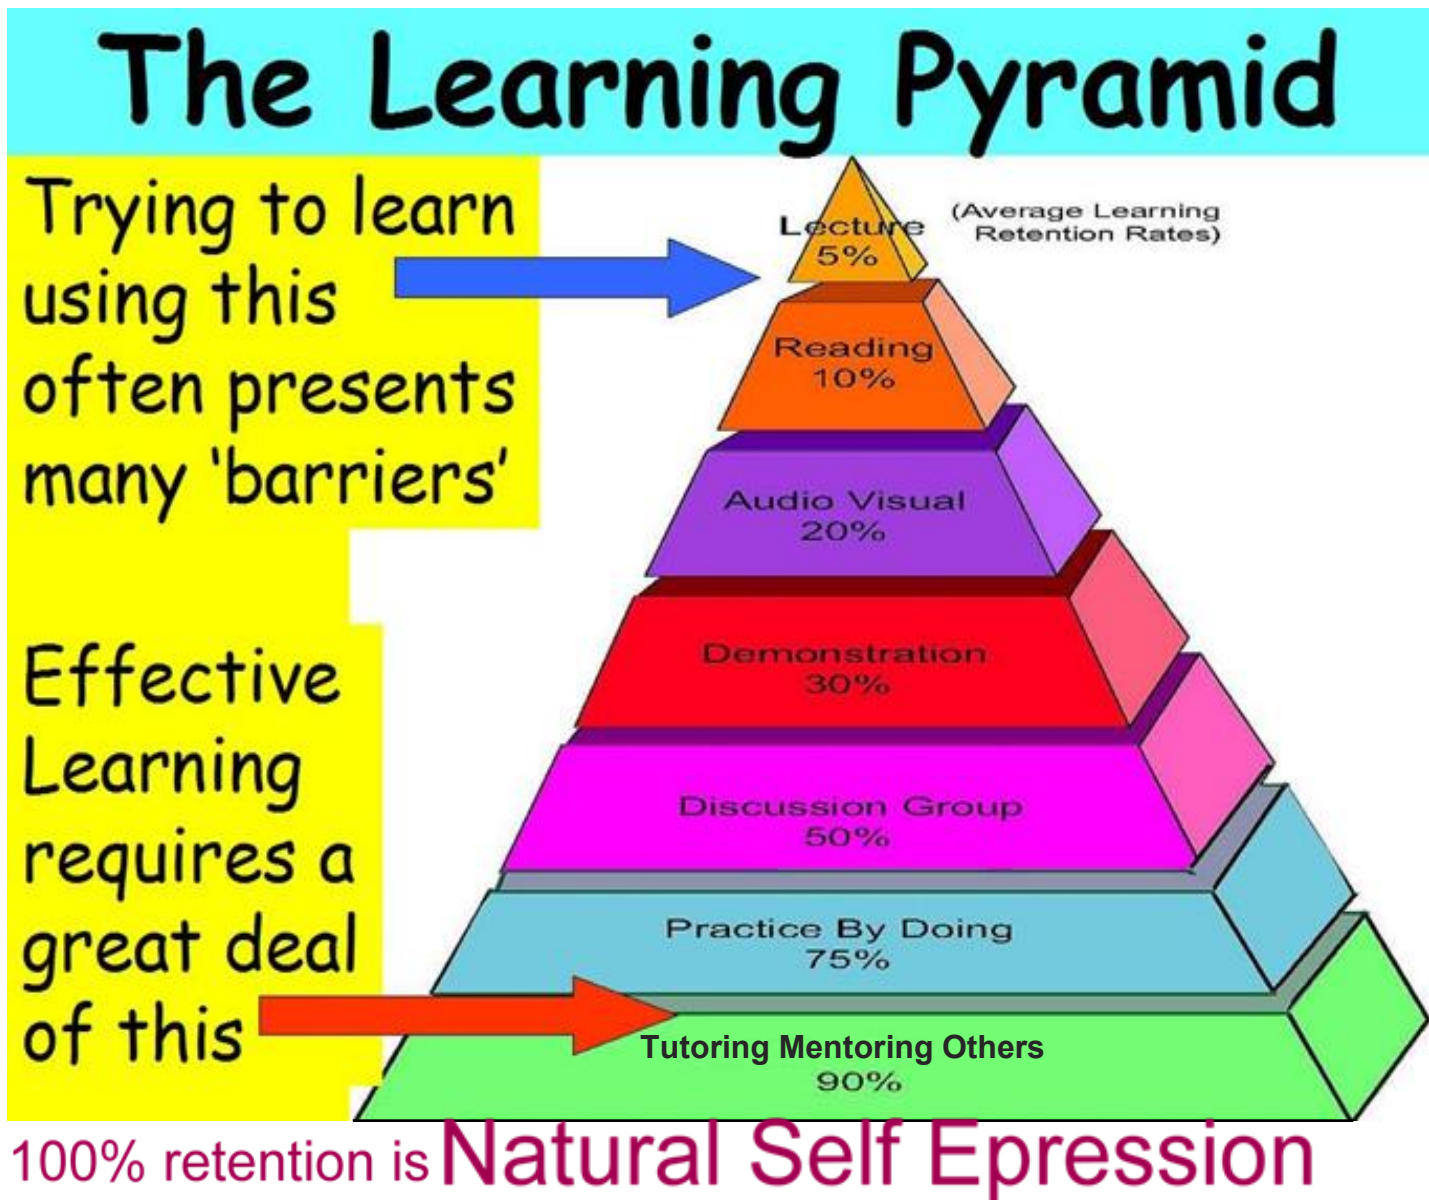 The Learning Pyramid
Trying to learn
using this
often presents
many ‘barriers’
Effective
Learning
requires a
great deal
of this
(Average Learning
Retention Rates)
Lecture
5%
Reading
10%
Audio Visual
20%
Demonstration
30%
Discussion Group
50%
Practice By Doing
75%
Tutoring Mentoring Others
90%
100% retention is Natural Self Epression